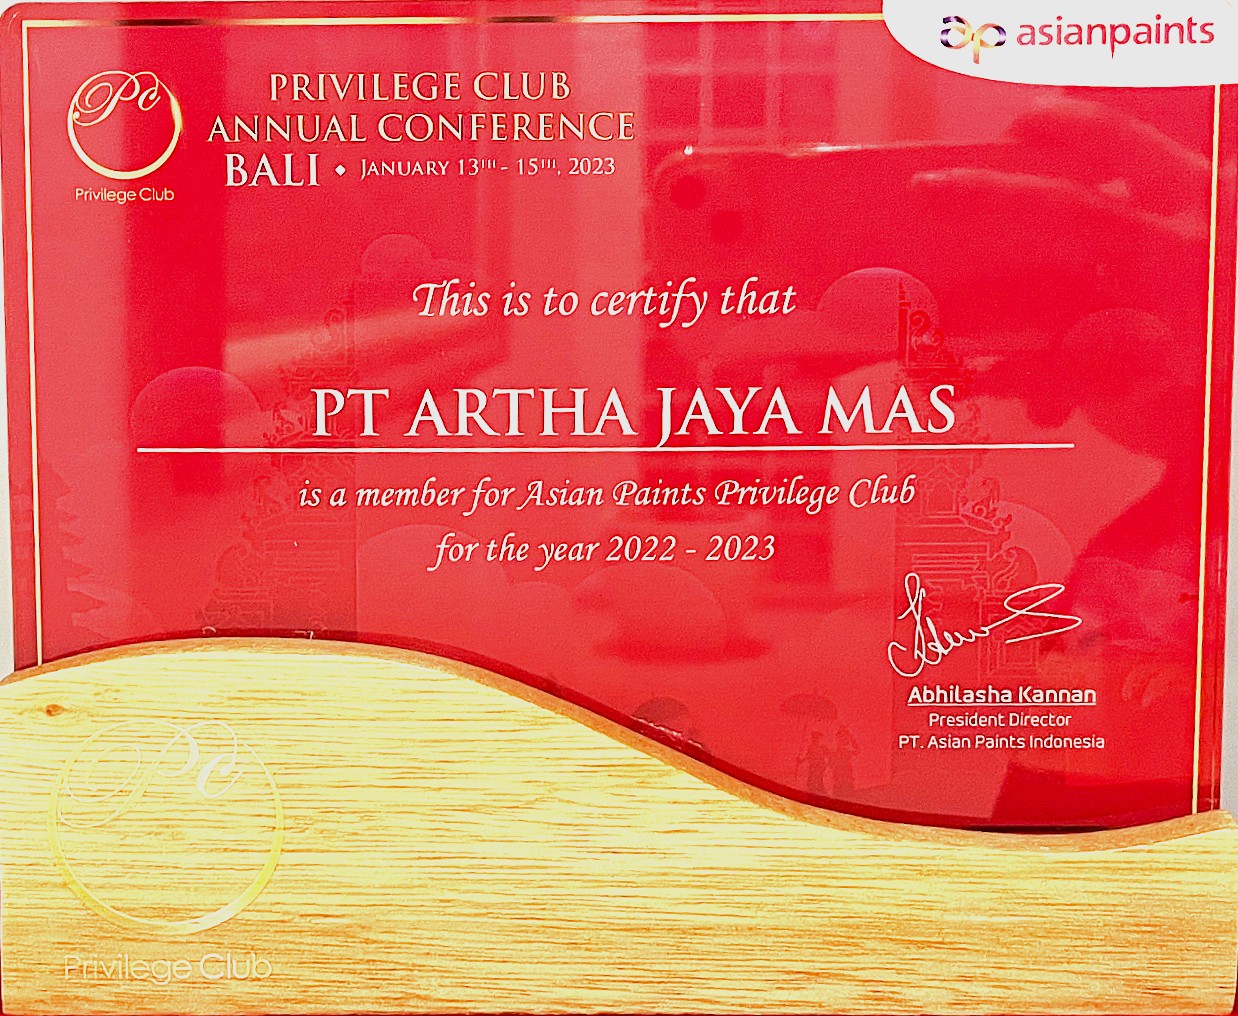 asianpaints
Pc
Privilege Club
PRIVILEGE CLUB
ANNUAL CONFERENCE
BALI ◆ JANUARY 13TH - 15TH, 2023
This is to certify that
PT ARTHA JAYA MAS
is a member for Asian Paints Privilege Club
for the year 2022 - 2023
Abhilasha Kannan
President Director
PT. Asian Paints Indonesia
Pc
Privilege Club